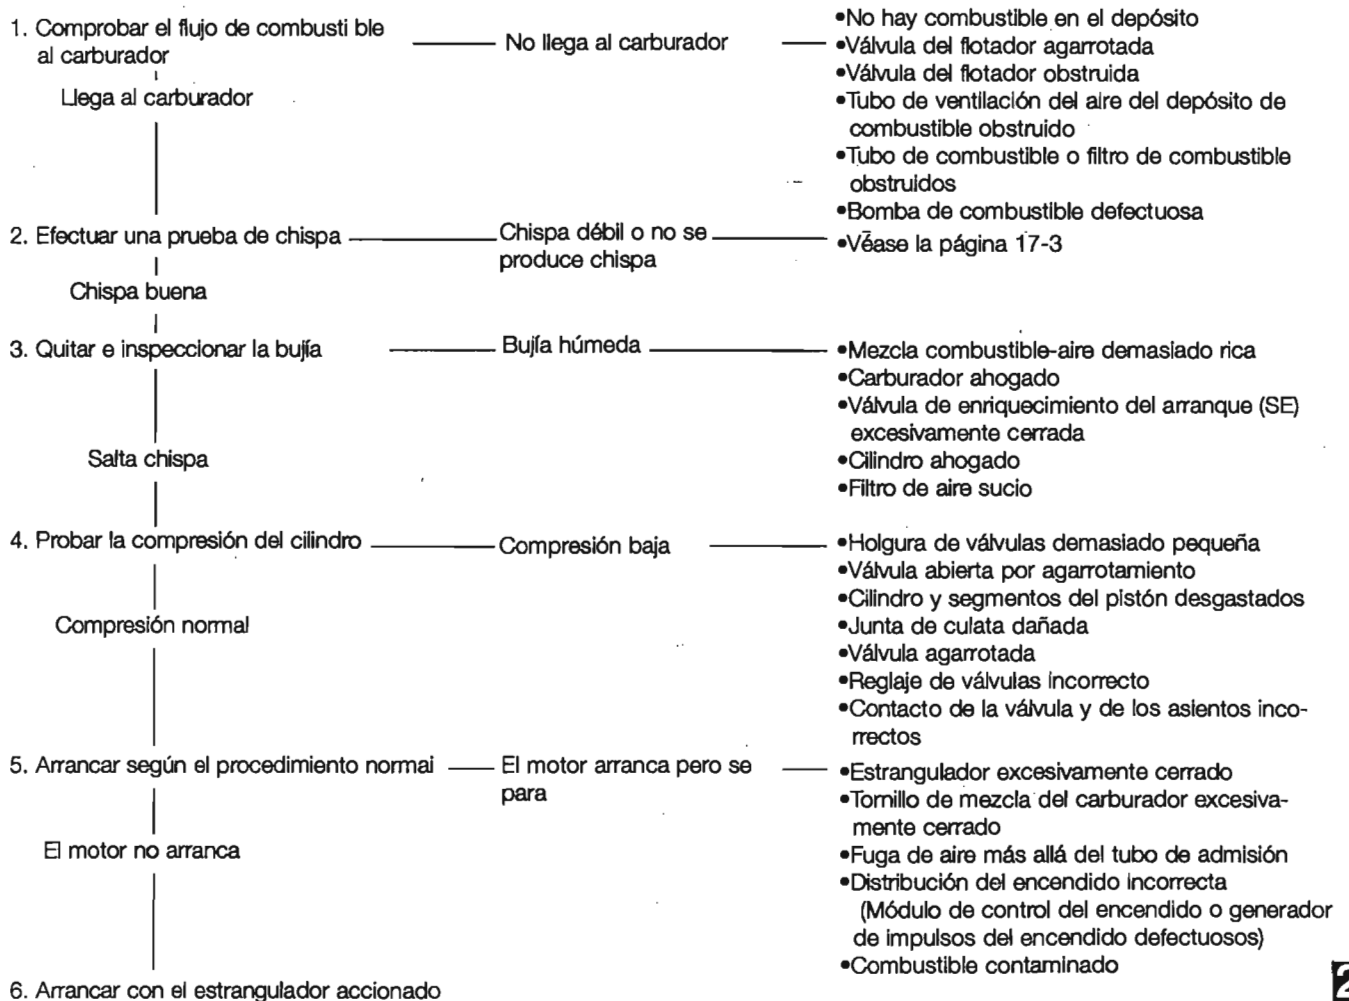 1. Comprobar el flujo de combusti ble
al carburador
No llega al carburador
•No hay combustible en el depósito
•Válvula del flotador agarrotada
•Válvula del flotador obstruida
•Tubo de ventilación del aire del depósito de
combustible obstruido
•Tubo de combustible o filtro de combustible
obstruidos
•Bomba de combustible defectuosa
Llega al carburador
2. Efectuar una prueba de chispa
Chispa débil o no se
produce chispa
•Véase la página 17-3
Chispa buena
3. Quitar e inspeccionar la bujía
Bujía húmeda
•Mezcla combustible-aire demasiado rica
•Carburador ahogado
•Válvula de enriquecimiento del arranque (SE)
excesivamente cerrada
•Cilindro ahogado
•Filtro de aire sucio
Salta chispa
4. Probar la compresión del cilindro
Compresión baja
•Holgura de válvulas demasiado pequeña
•Válvula abierta por agarrotamiento
•Cilindro y segmentos del pistón desgastados
•Junta de culata dañada
•Válvula agarrotada
•Reglaje de válvulas incorrecto
•Contacto de la válvula y de los asientos inco-
rrectos
Compresión normal
5. Arrancar según el procedimiento normal
El motor arranca pero se
para
•Estrangulador excesivamente cerrado
•Tornillo de mezcla del carburador excesiva-
mente cerrado
•Fuga de aire más allá del tubo de admisión
•Distribución del encendido incorrecta
(Módulo de control del encendido o generador
de impulsos del encendido defectuosos)
•Combustible contaminado
El motor no arranca
6. Arrancar con el estrangulador accionado